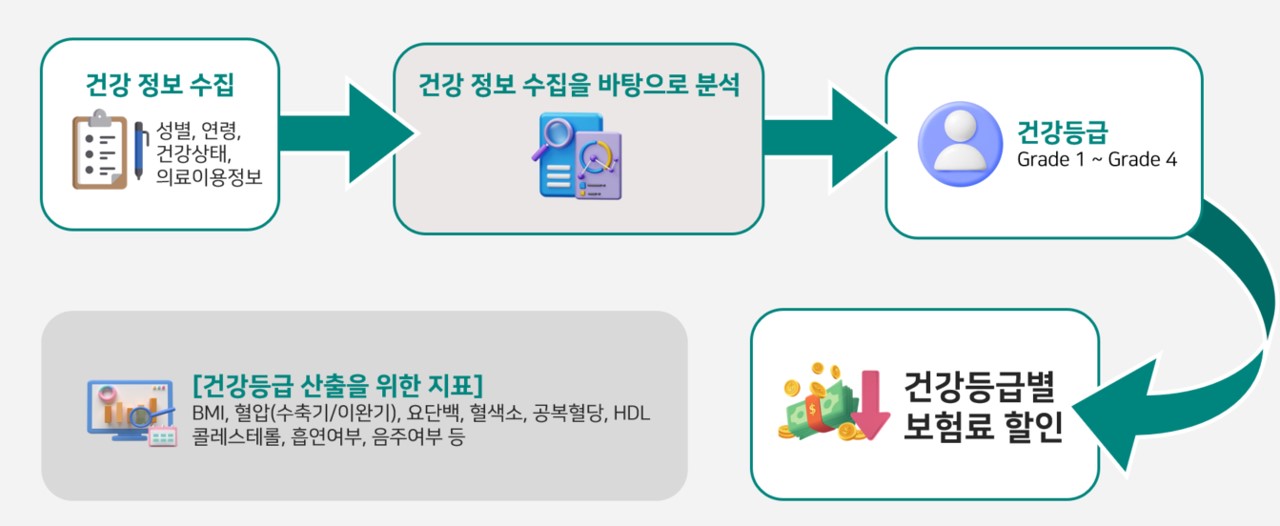 건강 정보 수집
성별, 연령,
건강상태,
의료이용정보
건강 정보 수집을 바탕으로 분석
건강등급
Grade 1 ~ Grade 4
건강등급별
보험료 할인
[건강등급 산출을 위한 지표]
BMI, 혈압(수축기/이완기), 요단백, 혈색소, 공복혈당, HDL
콜레스테롤, 흡연여부, 음주여부 등